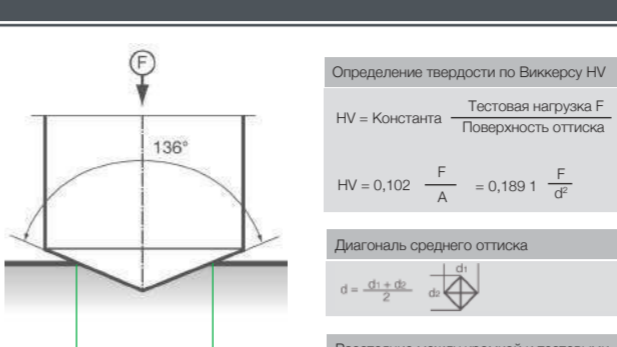 F
136°
Определение твердости по Виккерсу HV
HV = Константа Тестовая нагрузка F
Поверхность оттиска
HV = 0,102 F/A = 0,189 1 F/d²
Диагональ среднего оттиска
d = d₁ + d₂ / 2 d₁ d₂